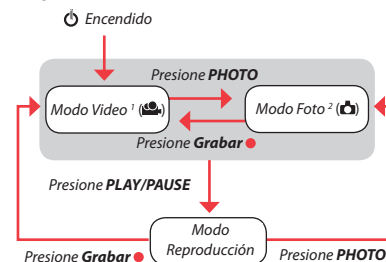 Encendido
Presione PHOTO
Modo Video ¹ ( )
Modo Foto ² ( )
Presione Grabar
Presione PLAY/PAUSE
Modo
Reproducción
Presione Grabar
Presione PHOTO